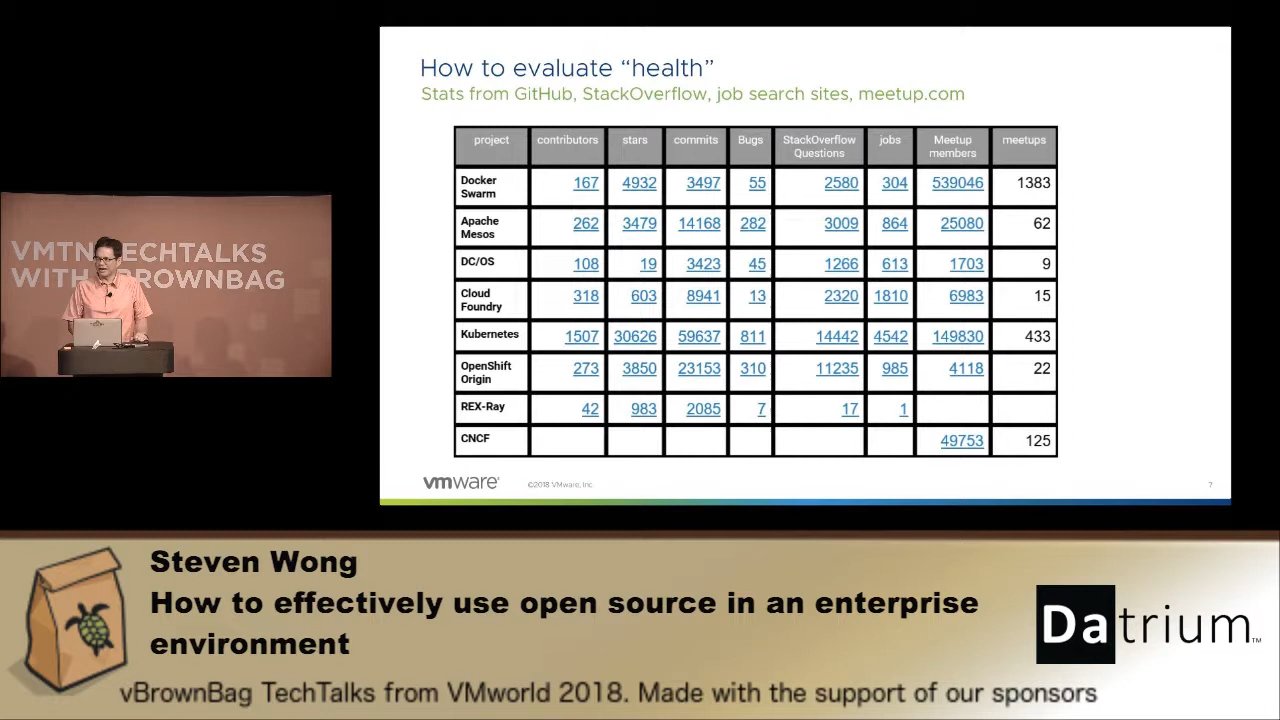 VMTN TECHTALKS
WITH BROWNBAG
How to evaluate “health”
Stats from GitHub, StackOverflow, job search sites, meetup.com
project contributors stars commits Bugs StackOverflow Questions jobs Meetup members meetups
Docker Swarm 167 4932 3497 55 2580 304 539046 1383
Apache Mesos 262 3479 14168 282 3009 864 25080 62
DC/OS 108 19 3423 45 1266 613 1703 9
Cloud Foundry 318 603 8941 13 2320 1810 6983 15
Kubernetes 1507 30626 59637 811 14442 4542 149830 433
OpenShift Origin 273 3850 23153 310 11235 985 4118 22
REX-Ray 42 983 2085 7 17 1
CNCF 49753 125
vmware®
©2018 VMware, Inc.
7
Steven Wong
How to effectively use open source in an enterprise
environment
Datrium™
vBrownBag TechTalks from VMworld 2018. Made with the support of our sponsors